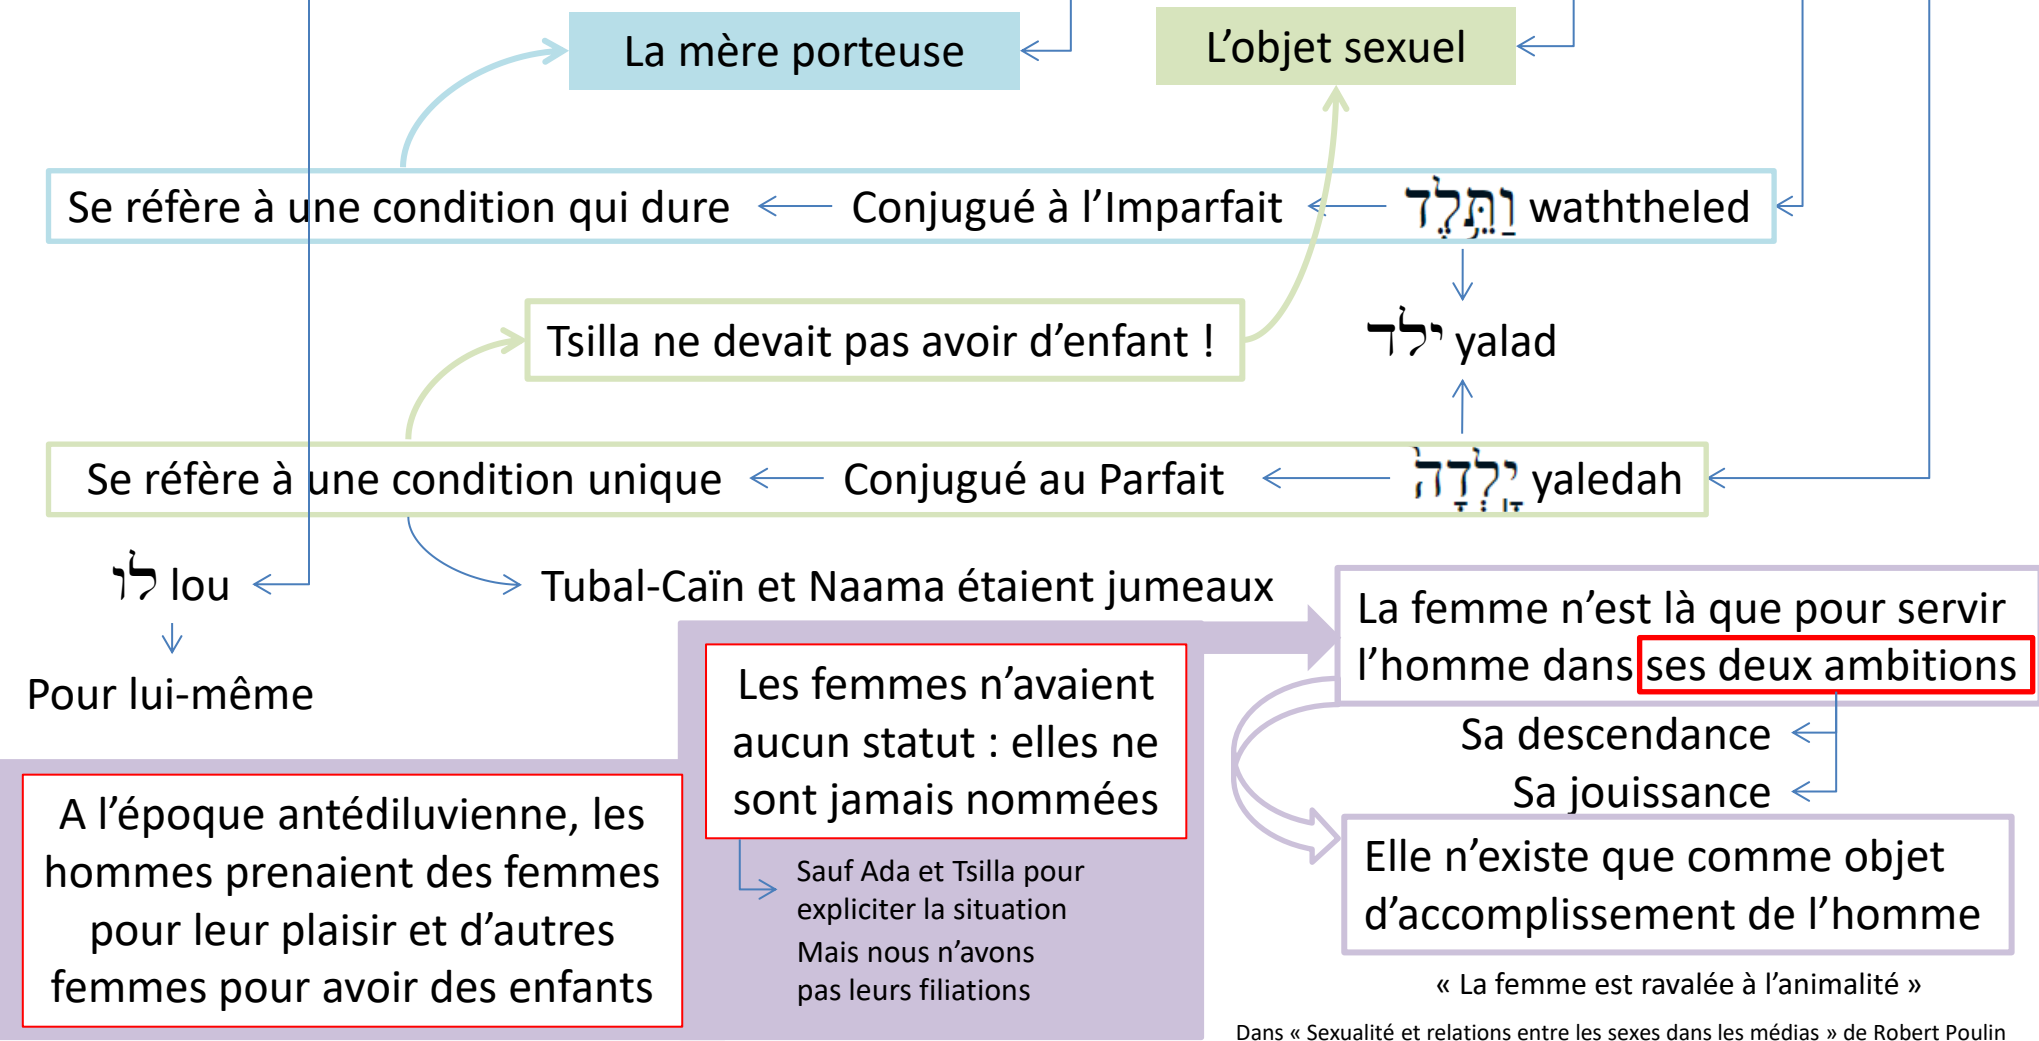 La mère porteuse
L’objet sexuel
Se réfère à une condition qui dure
Conjugué à l’Imparfait
וַתֵּלֶד waththeled
Tsilla ne devait pas avoir d’enfant !
ילד yalad
Se réfère à une condition unique
Conjugué au Parfait
יָלְדָה yaledah
לו lou
Tubal-Caïn et Naama étaient jumeaux
Pour lui-même
La femme n’est là que pour servir
l’homme dans ses deux ambitions
Sa descendance
Sa jouissance
Les femmes n’avaient
aucun statut : elles ne
sont jamais nommées
Sauf Ada et Tsilla pour
expliciter la situation
Mais nous n’avons
pas leurs filiations
A l’époque antédiluvienne, les
hommes prenaient des femmes
pour leur plaisir et d’autres
femmes pour avoir des enfants
Elle n’existe que comme objet
d’accomplissement de l’homme
« La femme est ravalée à l’animalité »
Dans « Sexualité et relations entre les sexes dans les médias » de Robert Poulin